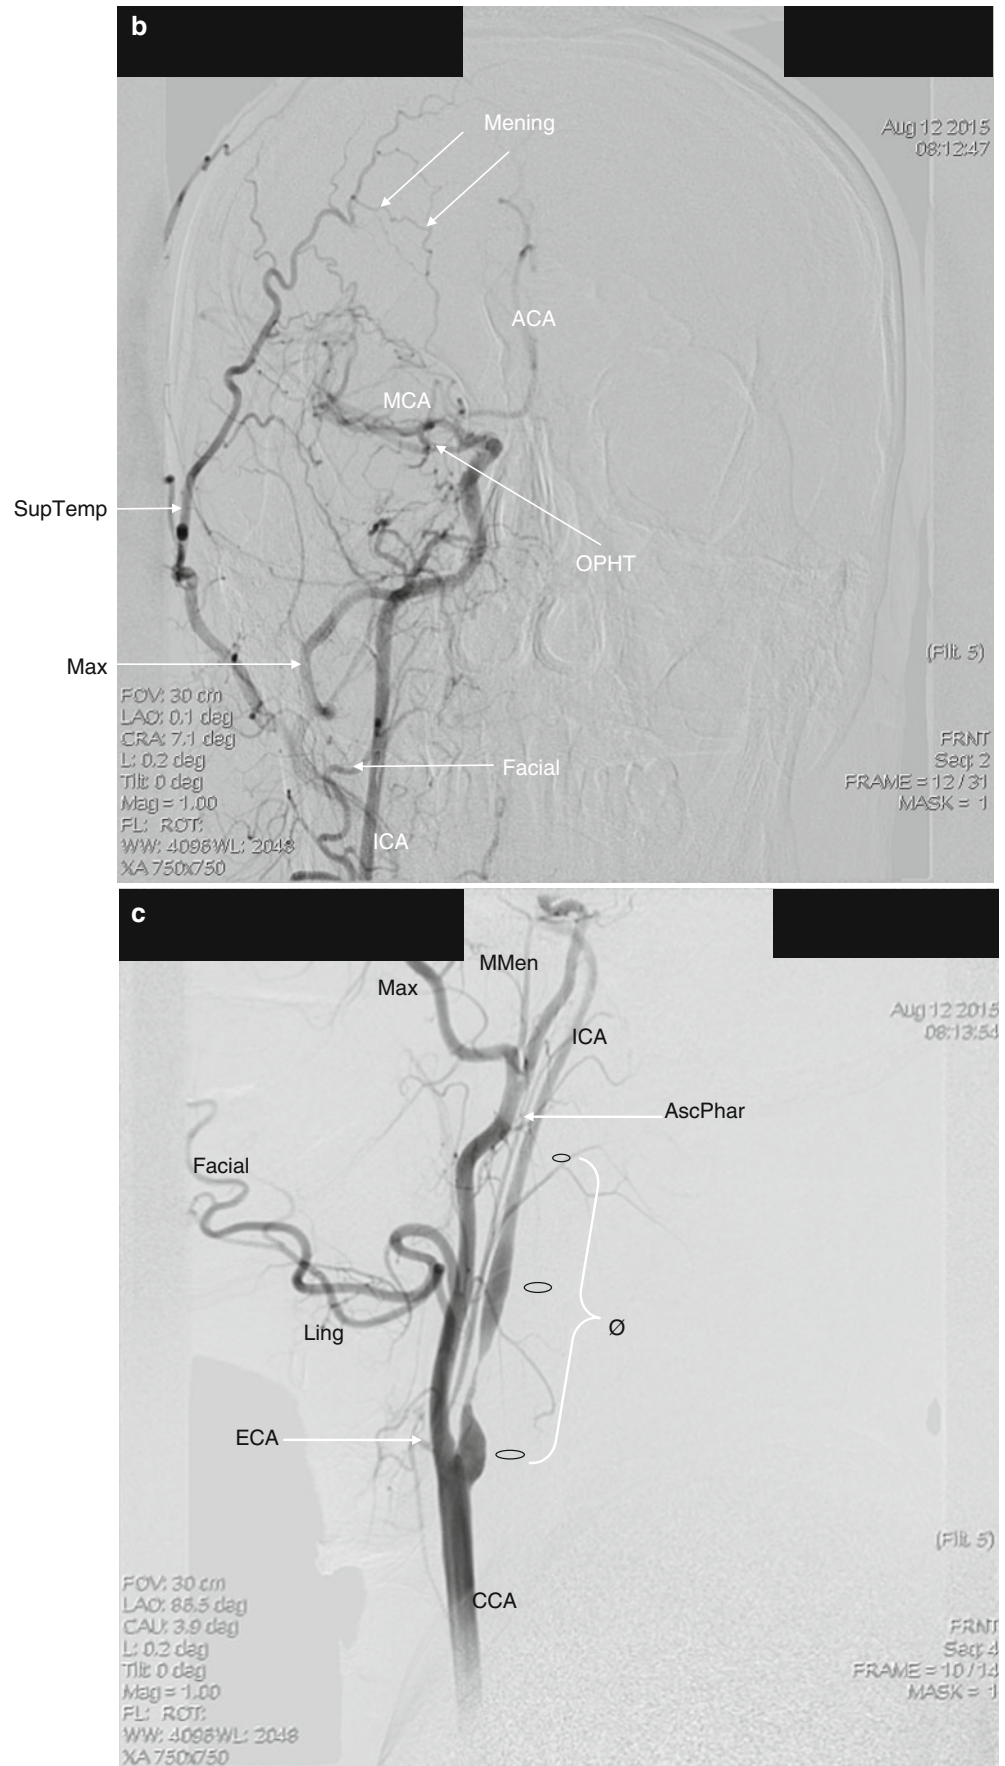 b
Aug 12 2015
08:12:47
Mening
ACA
MCA
SupTemp
OPHT
Max
(Filt. 5)
FOV: 30 cm
LAO: 0.1 deg
CRA: 7.1 deg
L: 0.2 deg
Tilt: 0 deg
Mag = 1.00
FL: ROT:
WW: 4096WL: 2048
XA 750x750
FRNT
Seq: 2
FRAME = 12 / 31
MASK = 1
Facial
ICA
c
MMen
Max
Aug 12 2015
08:13:54
ICA
AscPhar
Facial
Ø
Ling
ECA
(Filt. 5)
CCA
FOV: 30 cm
LAO: 88.5 deg
CAU: 3.9 deg
L: 0.2 deg
Tilt: 0 deg
Mag = 1.00
FL: ROT:
WW: 4096WL: 2048
XA 750x750
FRNT
Seq: 4
FRAME = 10 / 14
MASK = 1